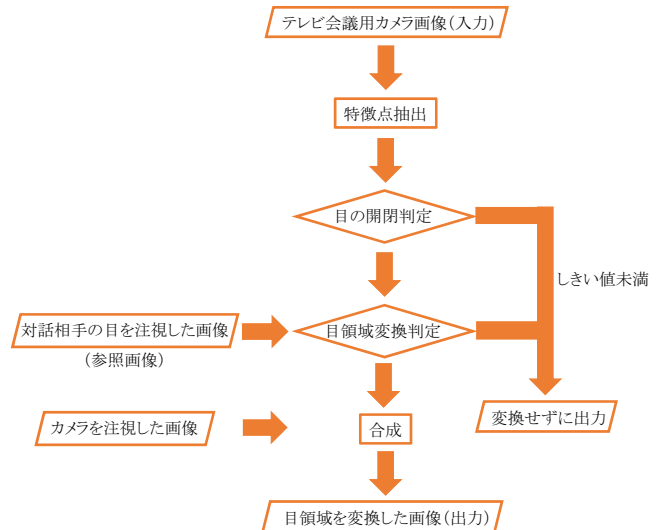 テレビ会議用カメラ画像(入力)
特徴点抽出
目の開閉判定
しきい値未満
対話相手の目を注視した画像
(参照画像)
目領域変換判定
カメラを注視した画像
合成
変換せずに出力
目領域を変換した画像(出力)